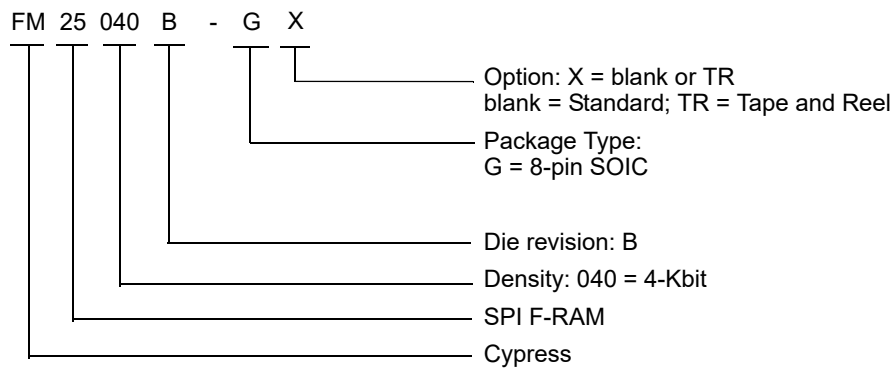 FM 25 040 B - G X
Option: X = blank or TR
blank = Standard; TR = Tape and Reel
Package Type:
G = 8-pin SOIC
Die revision: B
Density: 040 = 4-Kbit
SPI F-RAM
Cypress